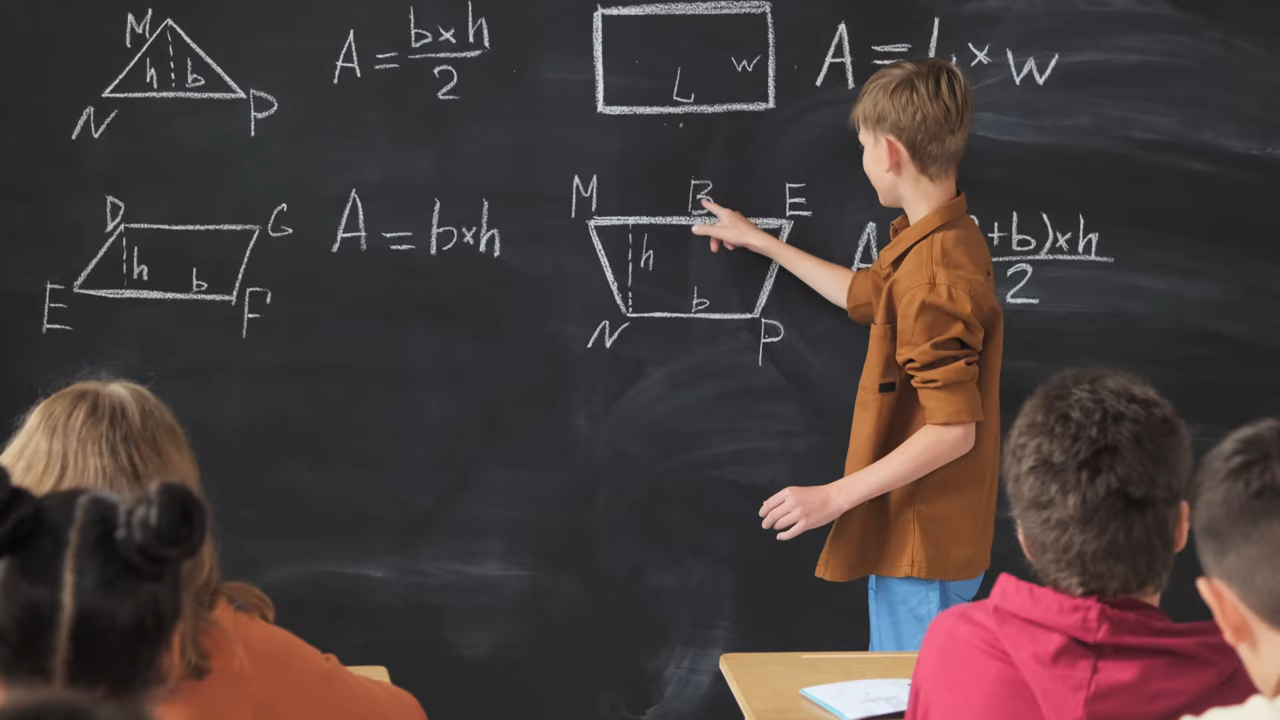 M
h b
N P
A = b×h
2
w
L
A = L × w
D G
h b
E F
A = b×h
M B E
h
b
N P
A
+b)×h
2